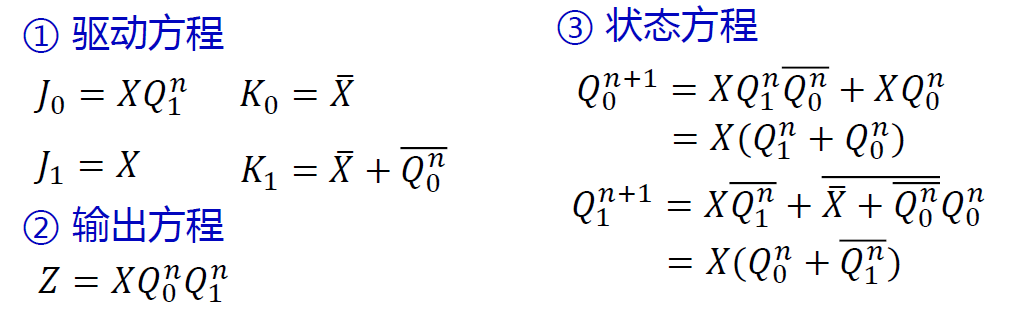 ① 驱动方程
$J_0 = XQ_1^n \quad K_0 = \bar{X}$
$J_1 = X \quad K_1 = \bar{X} + \overline{Q_0^n}$
② 输出方程
$Z = XQ_0^nQ_1^n$
③ 状态方程
$Q_0^{n+1} = XQ_1^n\overline{Q_0^n} + XQ_0^n$
$= X(Q_1^n + Q_0^n)$
$Q_1^{n+1} = X\overline{Q_1^n} + \overline{\bar{X} + \overline{Q_0^n}}Q_0^n$
$= X(Q_0^n + \overline{Q_1^n})$